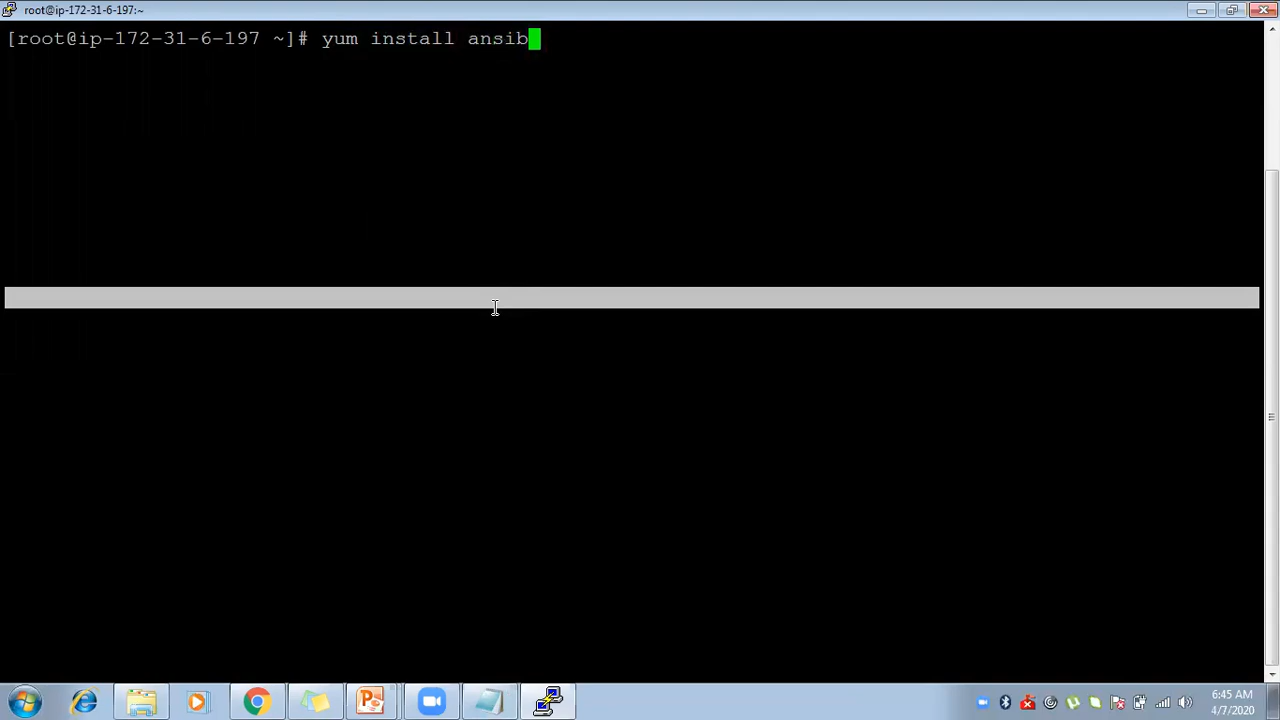 root@ip-172-31-6-197:~
[root@ip-172-31-6-197 ~]# yum install ansib
6:45 AM
4/7/2020